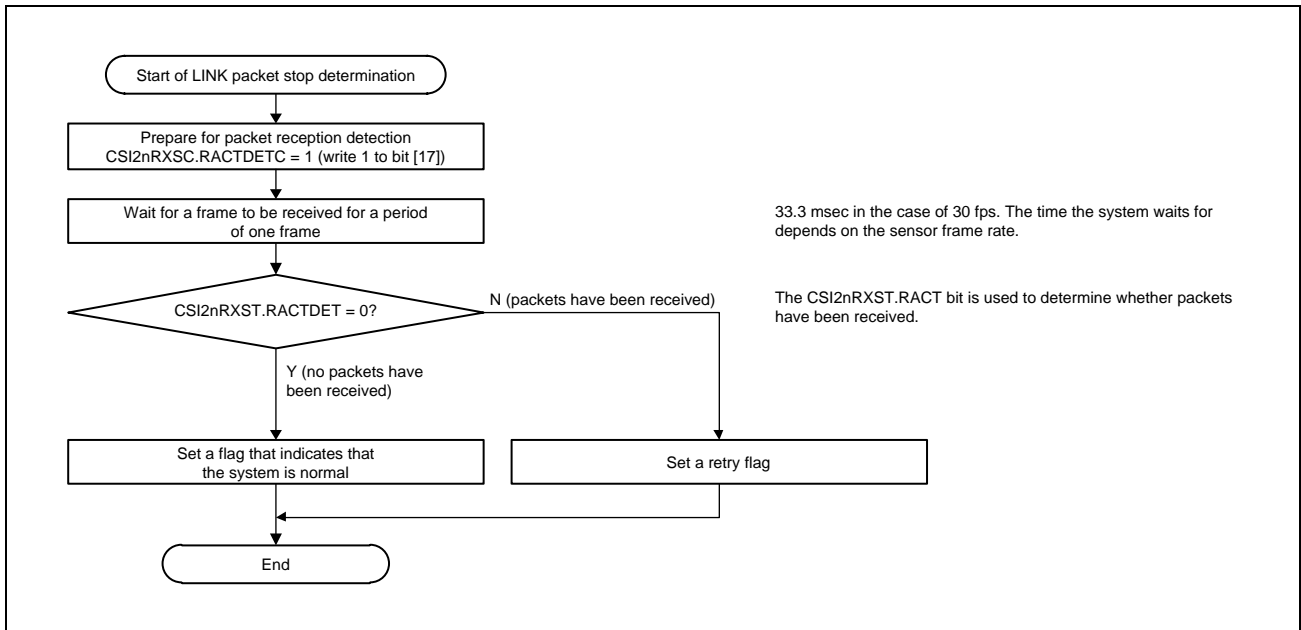 Start of LINK packet stop determination
Prepare for packet reception detection
CSI2nRXSC.RACTDETC = 1 (write 1 to bit [17])
Wait for a frame to be received for a period
of one frame
33.3 msec in the case of 30 fps. The time the system waits for
depends on the sensor frame rate.
CSI2nRXST.RACTDET = 0?
N (packets have been received)
The CSI2nRXST.RACT bit is used to determine whether packets
have been received.
Y (no packets have
been received)
Set a flag that indicates that
the system is normal
Set a retry flag
End